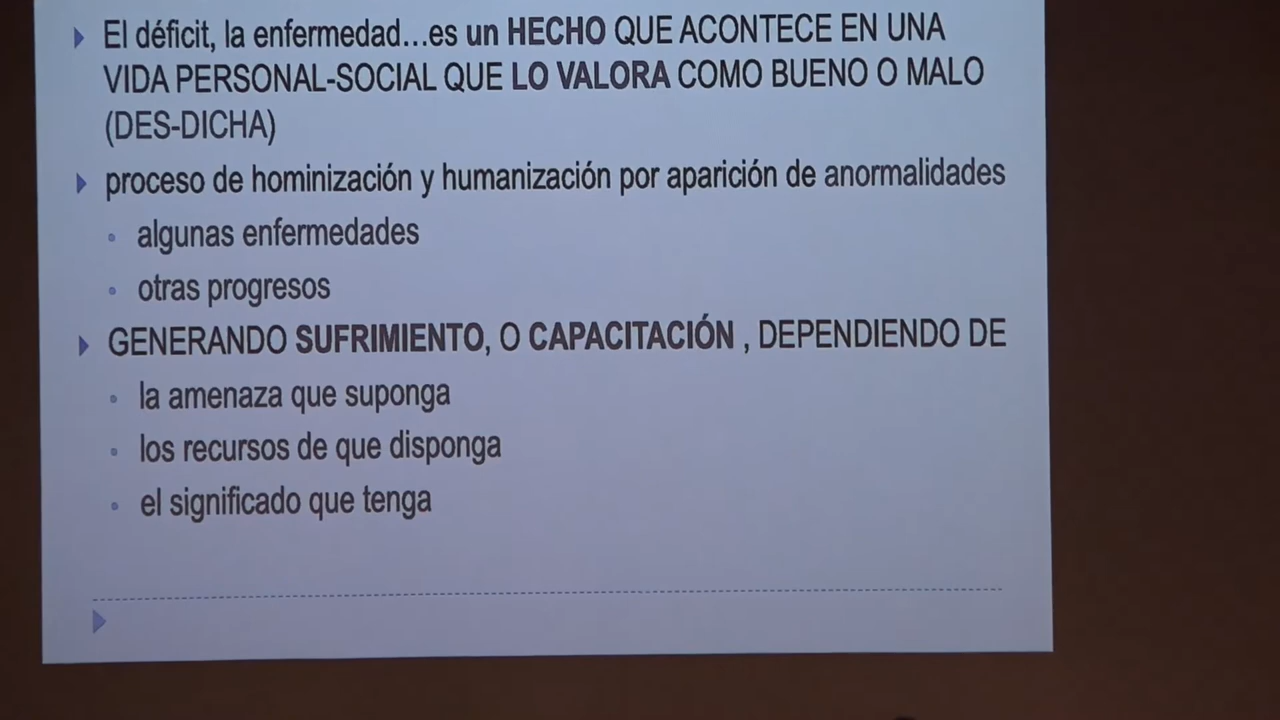 El déficit, la enfermedad...es un HECHO QUE ACONTECE EN UNA
VIDA PERSONAL-SOCIAL QUE LO VALORA COMO BUENO O MALO
(DES-DICHA)
proceso de hominización y humanización por aparición de anormalidades
algunas enfermedades
otras progresos
GENERANDO SUFRIMIENTO, O CAPACITACIÓN , DEPENDIENDO DE
la amenaza que suponga
los recursos de que disponga
el significado que tenga